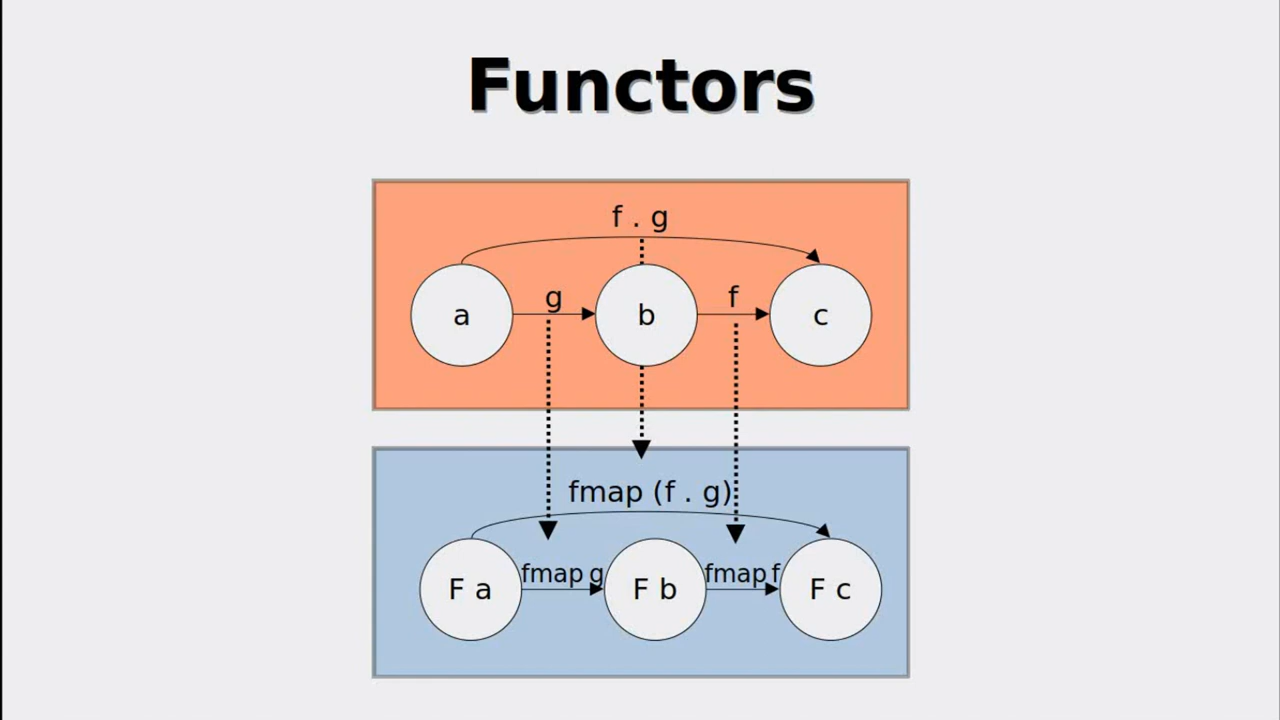 Functors
f . g
g
f
a
b
c
fmap (f . g)
fmap g
fmap f
F a
F b
F c